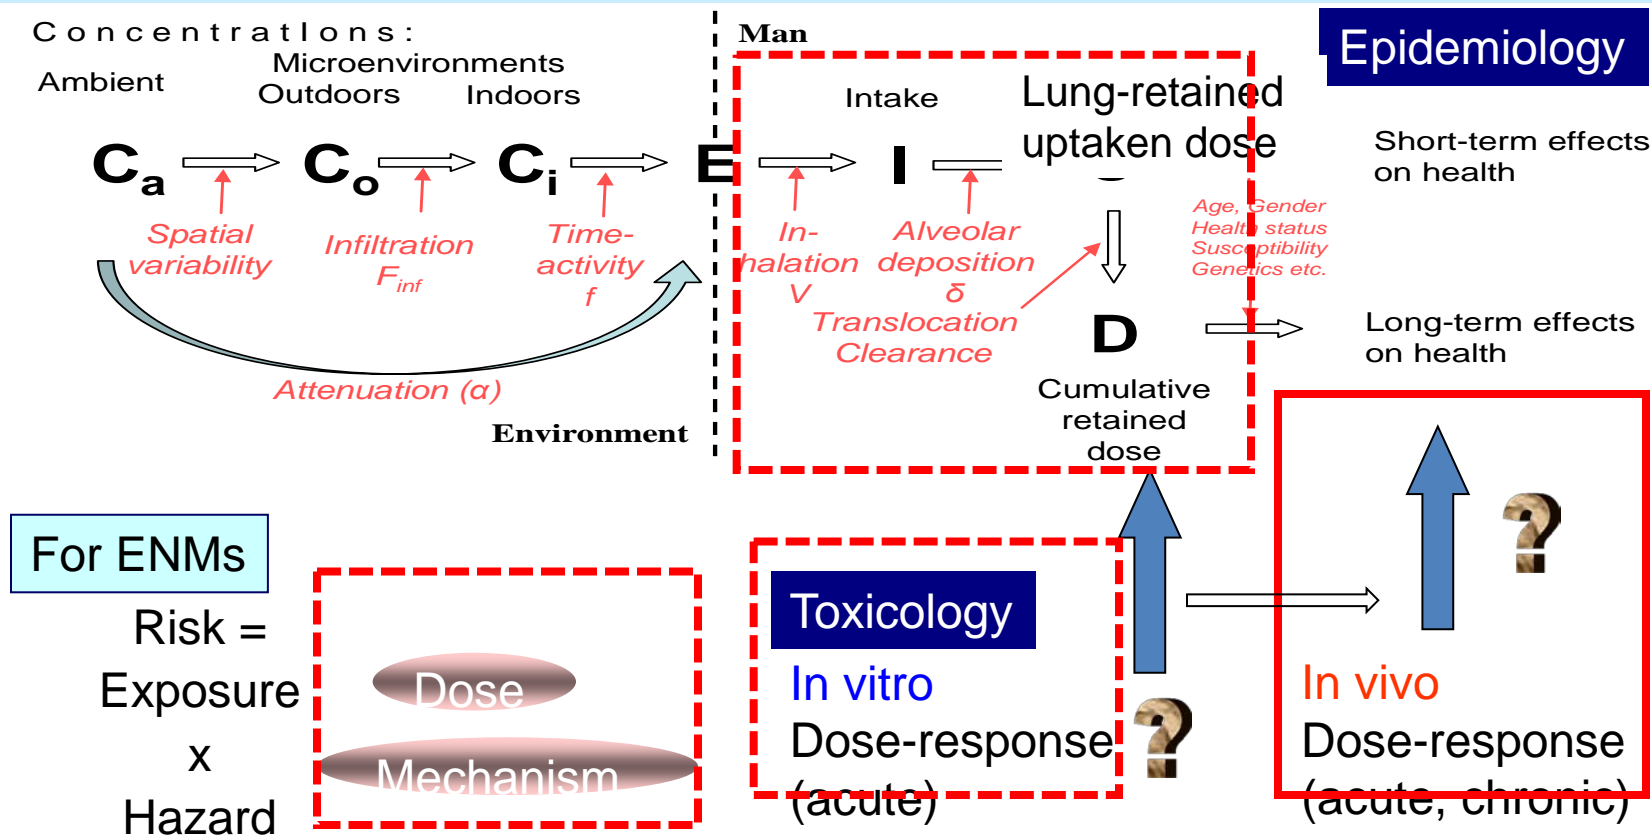 ConcentratIons:
Man
Epidemiology
Ambient
Microenvironments
Outdoors
Indoors
Intake
Lung-retained
uptaken dose
Short-term effects
on health
Ca
Co
Ci
E
I
Spatial
variability
Infiltration
Finf
Time-
activity
f
In-
halation
V
Alveolar
deposition
δ
Translocation
Clearance
Age, Gender
Health status
Susceptibility
Genetics etc.
D
Cumulative
retained
dose
Long-term effects
on health
Attenuation (α)
Environment
For ENMs
Risk =
Exposure
x
Hazard
Dose
Mechanism
Toxicology
In vitro
Dose-response
(acute)
?
In vivo
Dose-response
(acute, chronic)
?